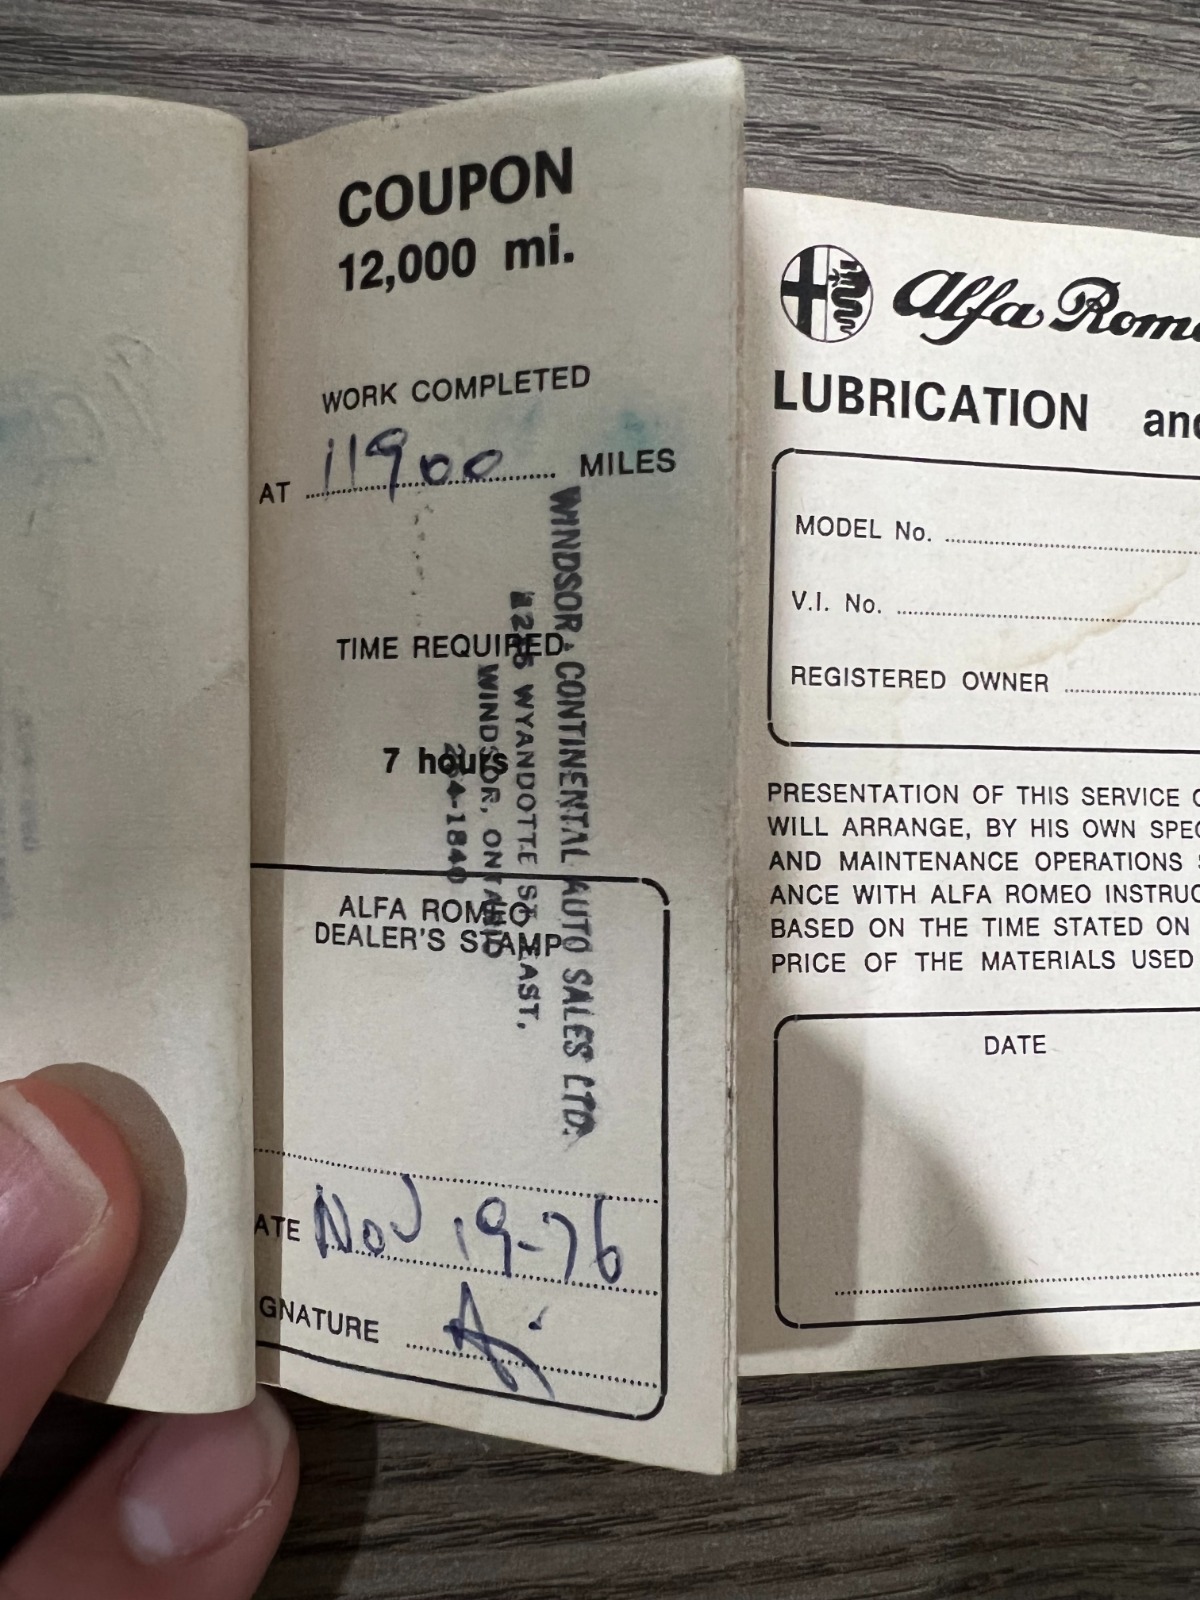 COUPON
12,000 mi.
WORK COMPLETED
AT 11900 MILES
TIME REQUIRED
7 hours
WINDSOR CONTINENTAL AUTO SALES LTD.
WYANDOTTE ST. EAST,
WINDSOR, ONTARIO
ALFA ROMEO
DEALER'S STAMP
ATE Nov 19-76
GNATURE
Alfa Rome
LUBRICATION and
MODEL No.
V.I. No.
REGISTERED OWNER
PRESENTATION OF THIS SERVICE
WILL ARRANGE, BY HIS OWN SPEC
AND MAINTENANCE OPERATIONS
ANCE WITH ALFA ROMEO INSTRUC
BASED ON THE TIME STATED ON
PRICE OF THE MATERIALS USED
DATE